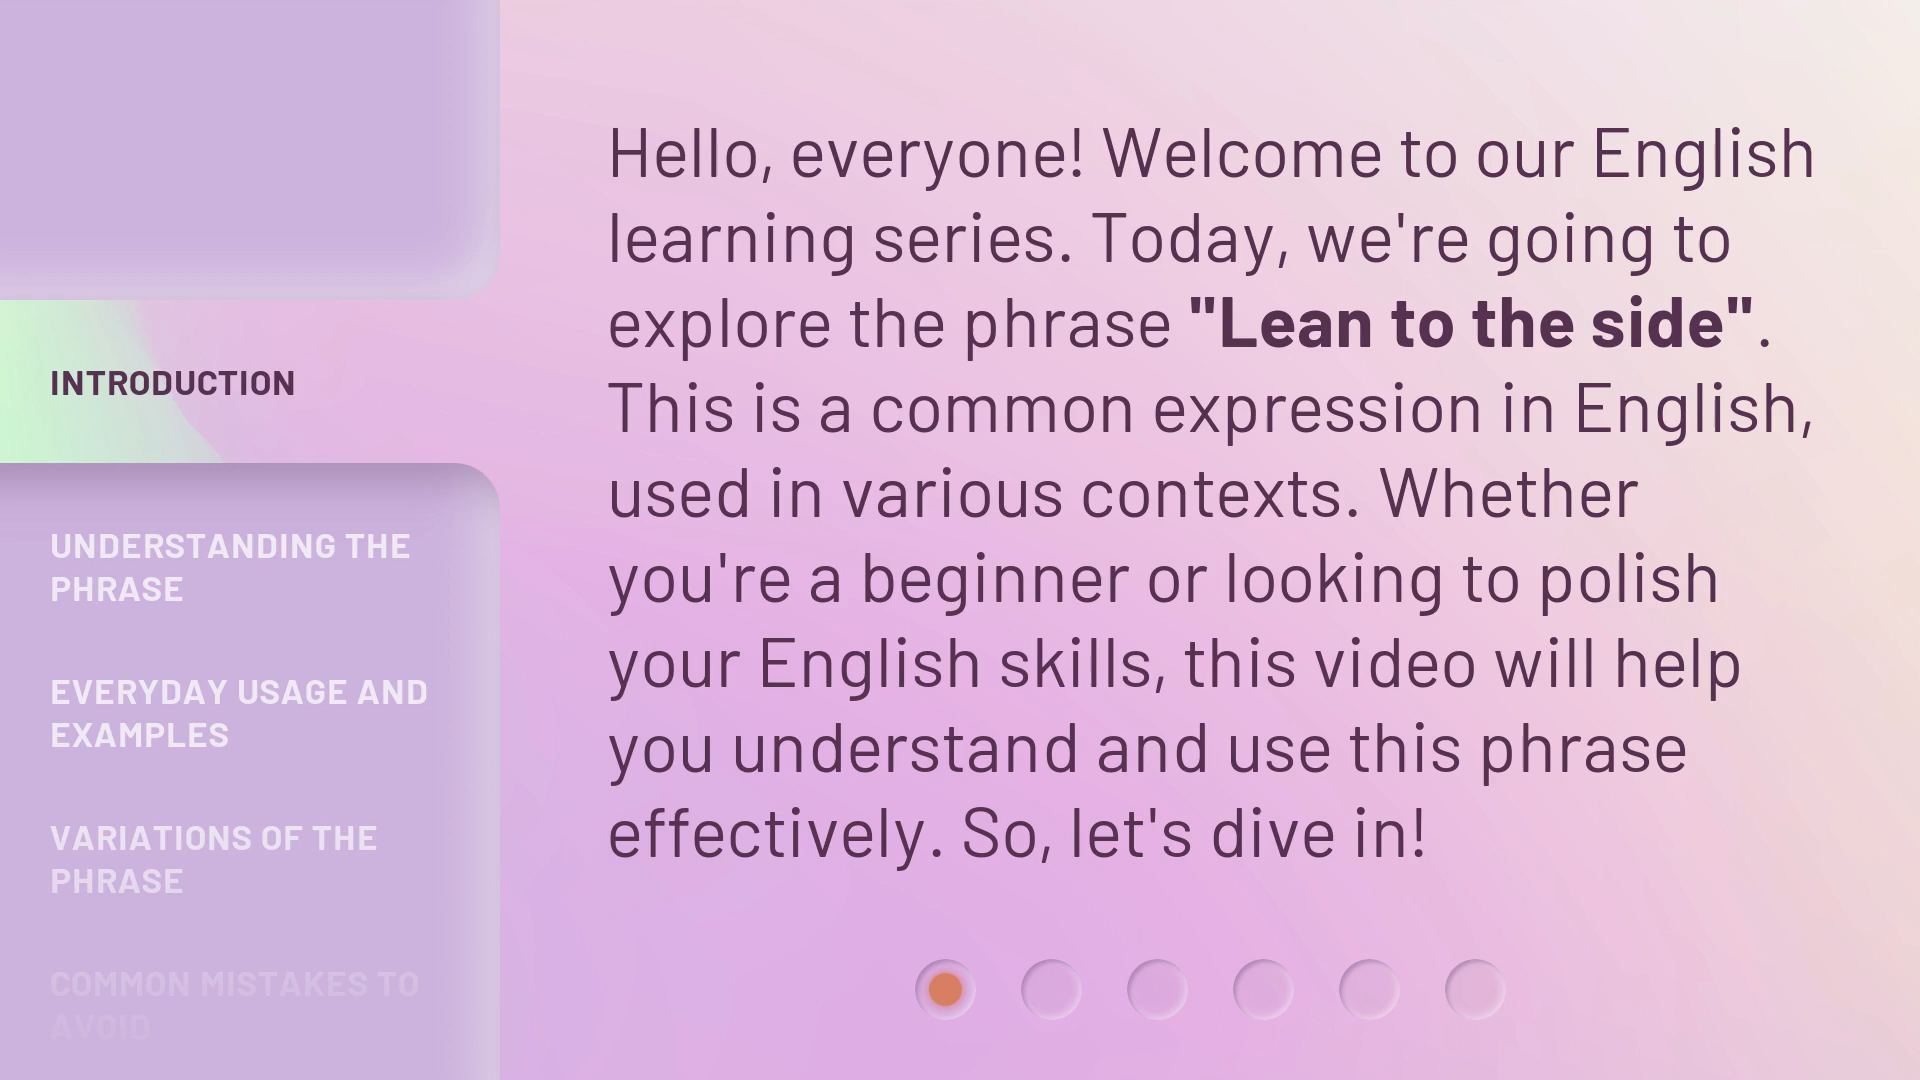 INTRODUCTION
UNDERSTANDING THE
PHRASE
EVERYDAY USAGE AND
EXAMPLES
VARIATIONS OF THE
PHRASE
COMMON MISTAKES TO
AVOID
Hello, everyone! Welcome to our English
learning series. Today, we're going to
explore the phrase "Lean to the side".
This is a common expression in English,
used in various contexts. Whether
you're a beginner or looking to polish
your English skills, this video will help
you understand and use this phrase
effectively. So, let's dive in!